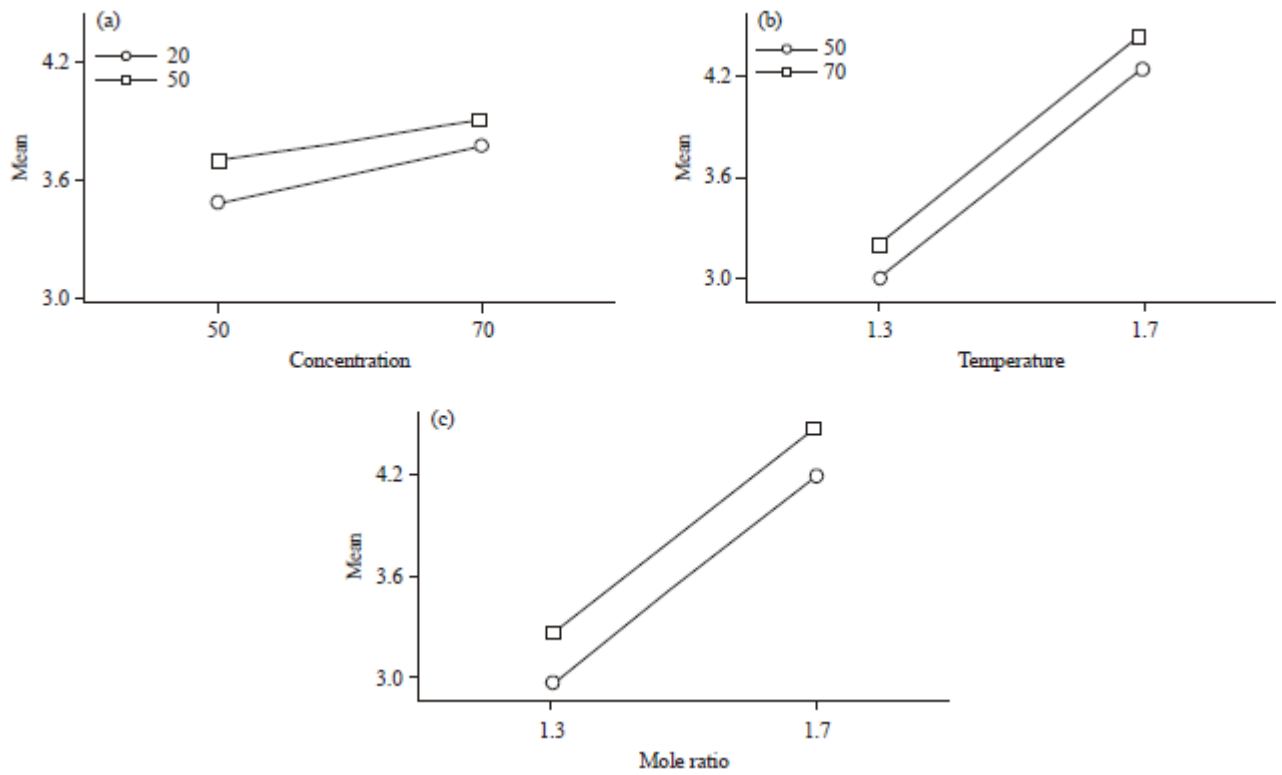 (a)
20
50
4.2
3.6
3.0
Mean
50
70
Concentration
(b)
50
70
4.2
3.6
3.0
Mean
1.3
1.7
Temperature
(c)
4.2
3.6
3.0
Mean
1.3
1.7
Mole ratio